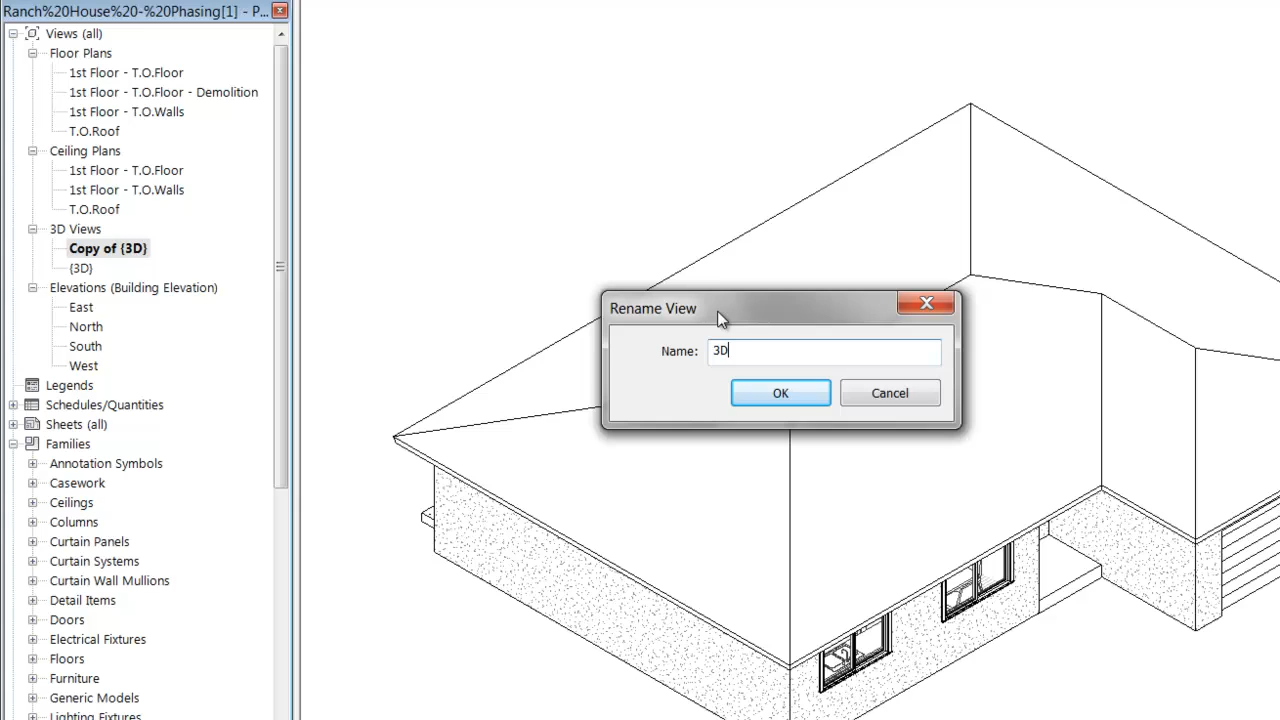 Ranch%20House%20-%20Phasing[1] - P...
Views (all)
Floor Plans
1st Floor - T.O.Floor
1st Floor - T.O.Floor - Demolition
1st Floor - T.O.Walls
T.O.Roof
Ceiling Plans
1st Floor - T.O.Floor
1st Floor - T.O.Walls
T.O.Roof
3D Views
Copy of {3D}
{3D}
Elevations (Building Elevation)
East
North
South
West
Legends
Schedules/Quantities
Sheets (all)
Families
Annotation Symbols
Casework
Ceilings
Columns
Curtain Panels
Curtain Systems
Curtain Wall Mullions
Detail Items
Doors
Electrical Fixtures
Floors
Furniture
Generic Models
Lighting Fixtures
Rename View
Name: 3D
OK Cancel